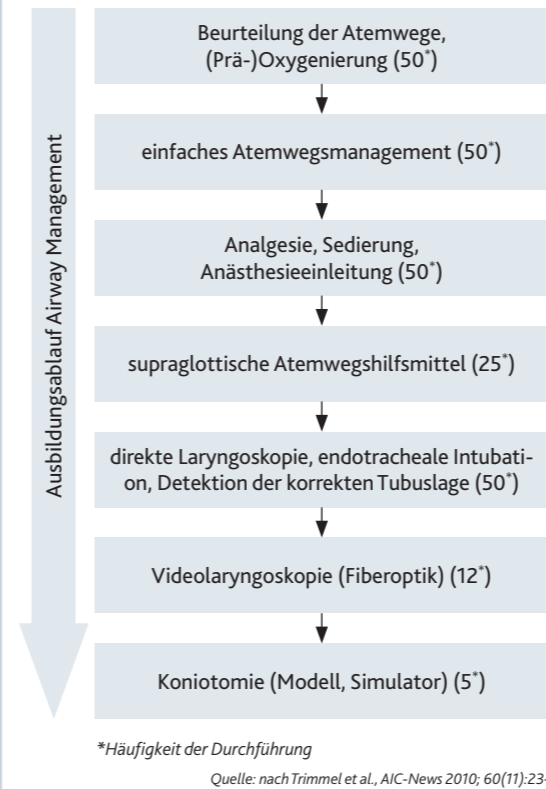 Beurteilung der Atemwege,
(Prä-)Oxygenierung (50*)
einfaches Atemwegsmanagement (50*)
Analgesie, Sedierung,
Anästhesieeinleitung (50*)
supraglottische Atemwegshilfsmittel (25*)
direkte Laryngoskopie, endotracheale Intubati-
on, Detektion der korrekten Tubuslage (50*)
Videolaryngoskopie (Fiberoptik) (12*)
Koniotomie (Modell, Simulator) (5*)
Ausbildungsablauf Airway Management
*Häufigkeit der Durchführung
Quelle: nach Trimmel et al., AIC-News 2010; 60(11):23-